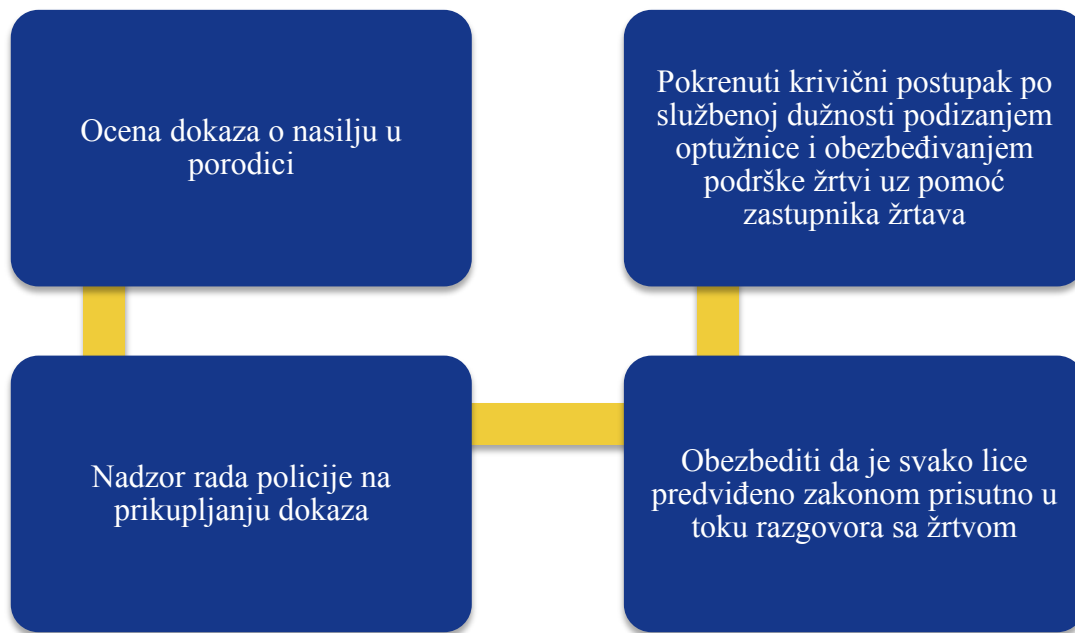 Ocena dokaza o nasilju u
porodici
Nadzor rada policije na
prikupljanju dokaza
Obezbediti da je svako lice
predviđeno zakonom prisutno u
toku razgovora sa žrtvom
Pokrenuti krivični postupak po
službenoj dužnosti podizanjem
optužnice i obezbeđivanjem
podrške žrtvi uz pomoć
zastupnika žrtava